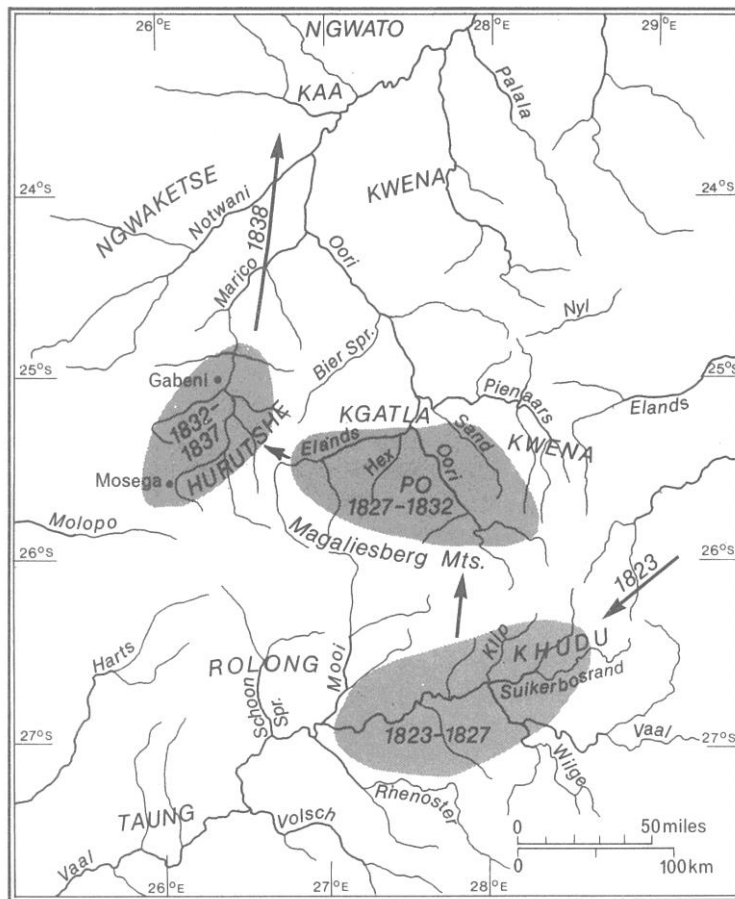 26°E
NGWATO
28°E
29°E
KAA
Palala
24°S
NGWAKETSE
Notwani
1838
KWENA
24°S
Marico
Oori
Nyl
Bier Spr.
25°S
Gabeni
25°S
Pienaars
Elands
KGATLA
1832–
1837
HURUTSHE
Elands
Sand
KWENA
Hex
Oori
Mosega
PO
1827–1832
Molopo
Magaliesberg Mts.
26°S
26°S
1823
Klip
KHUDU
Harts
ROLONG
Mooi
Schoon
Spr.
Suikerbosrand
27°S
1823–1827
Vaal
27°S
Wilge
Rhenoster
TAUNG
Volsch
0
50 miles
Vaal
0
100 km
26°E
27°E
28°E